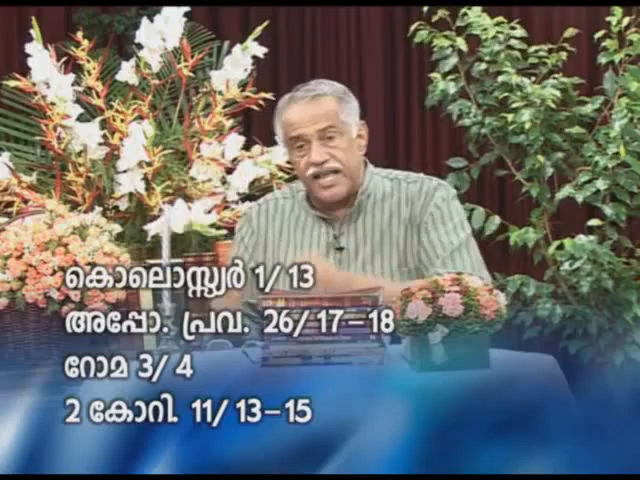 കൊലൊസ്സ്യർ 1/ 13
അപ്പോ. പ്രവ. 26/ 17-18
റോമ 3/ 4
2 കോറി. 11/ 13-15